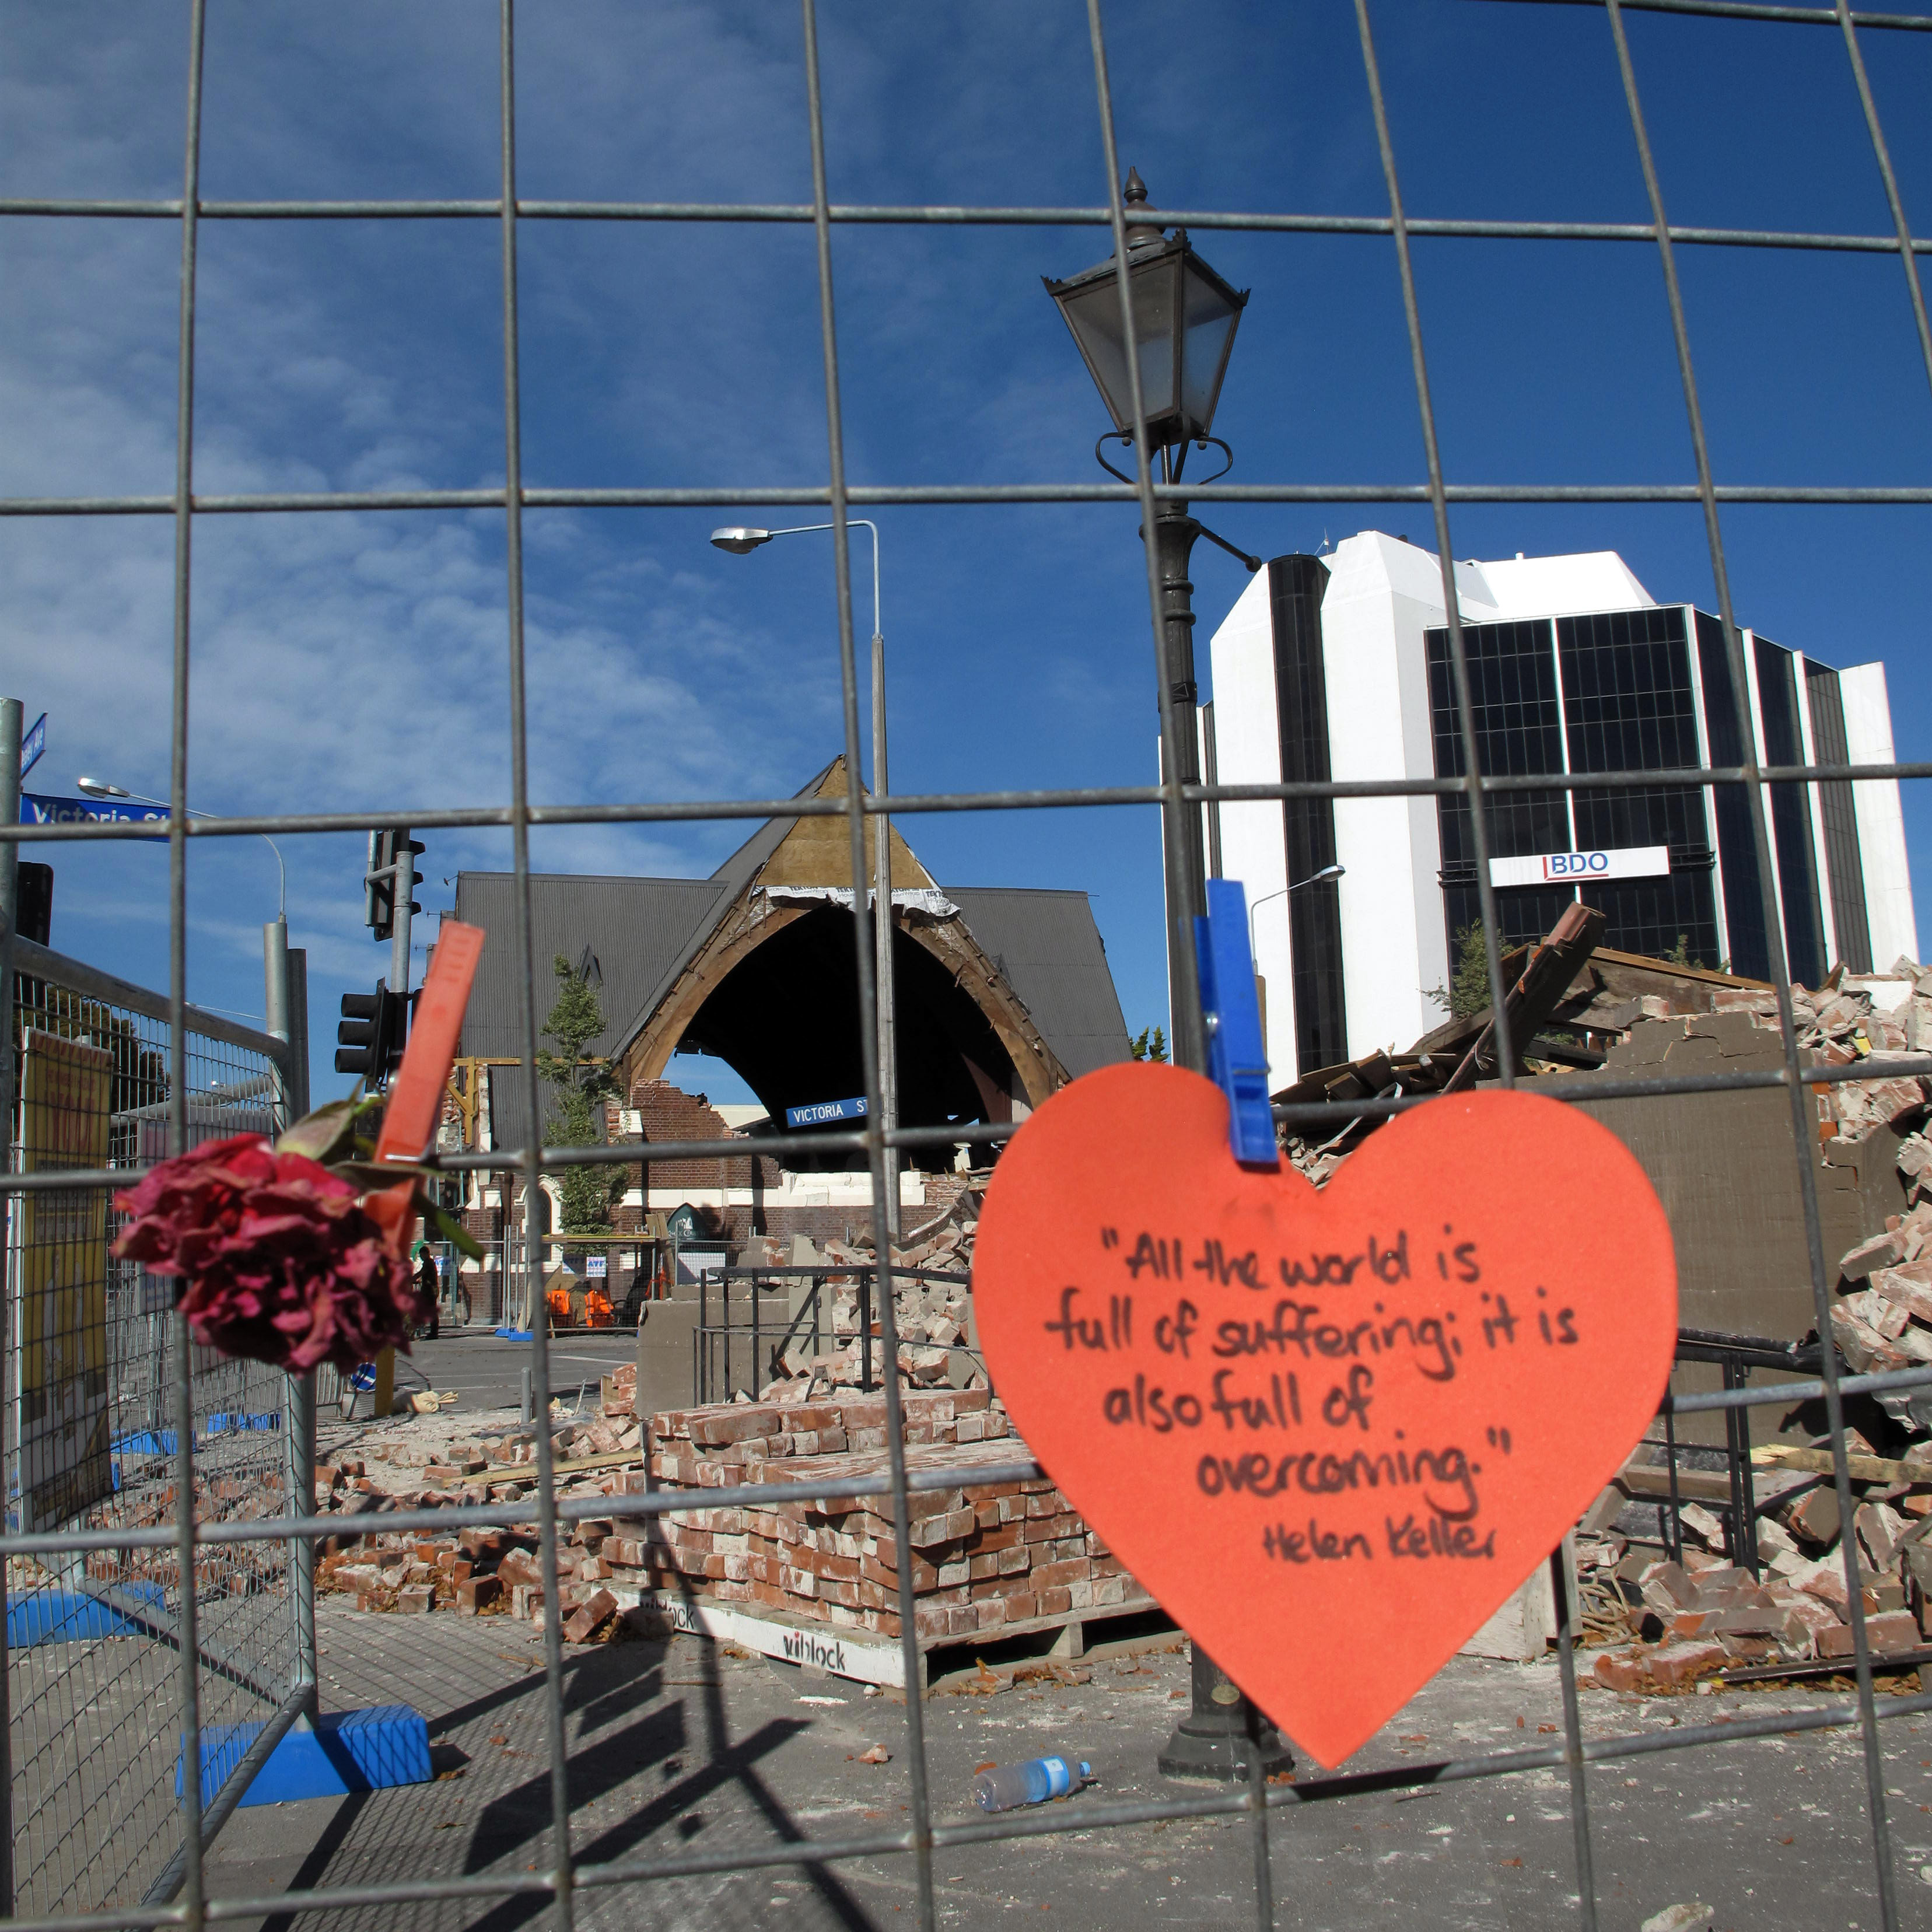 Victoria St
BDO
TEKTON
VICTORIA ST
"All the world is
full of suffering; it is
also full of
overcoming."
Helen Keller
viblock